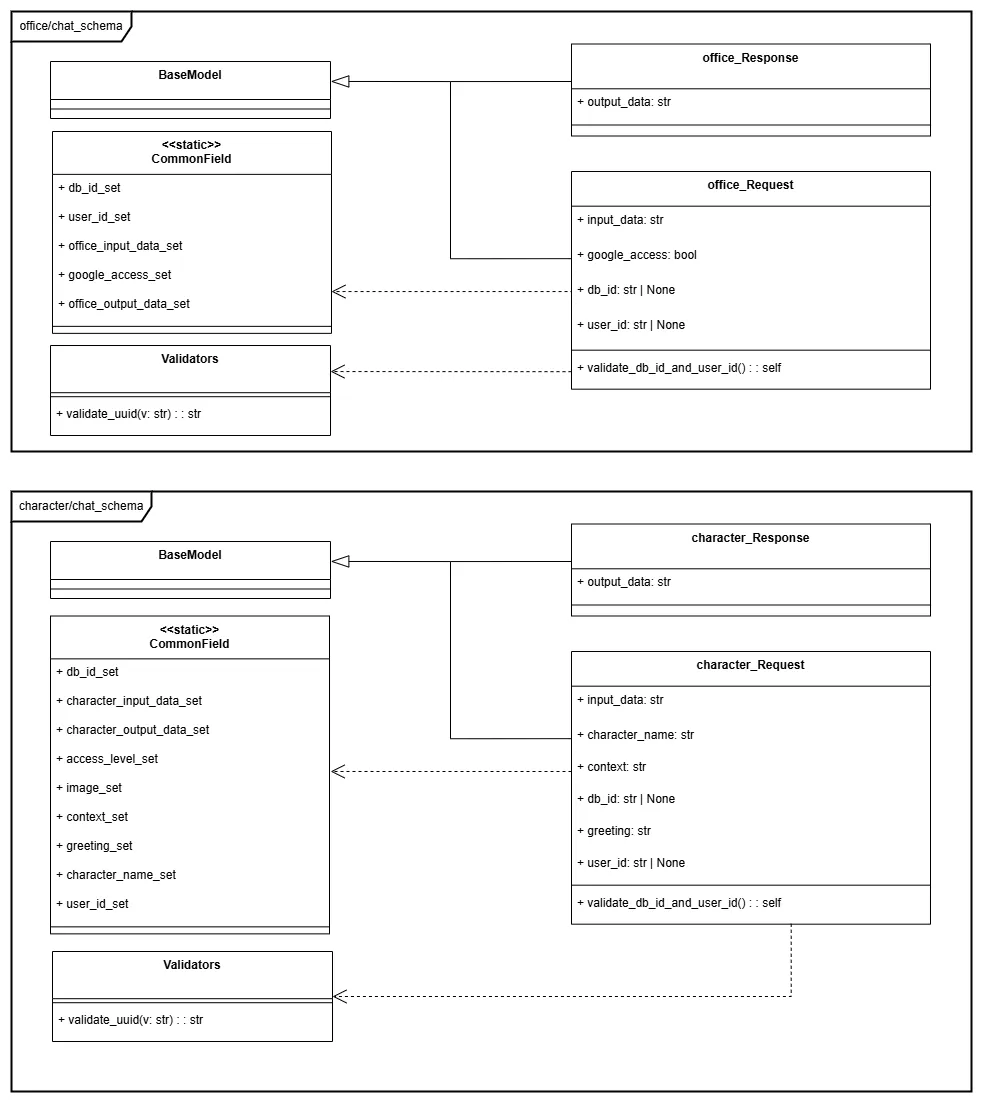 office/chat_schema
BaseModel
<<static>>
CommonField
+ db_id_set
+ user_id_set
+ office_input_data_set
+ google_access_set
+ office_output_data_set
Validators
+ validate_uuid(v: str) : : str
office_Response
+ output_data: str
office_Request
+ input_data: str
+ google_access: bool
+ db_id: str | None
+ user_id: str | None
+ validate_db_id_and_user_id() : : self
character/chat_schema
BaseModel
<<static>>
CommonField
+ db_id_set
+ character_input_data_set
+ character_output_data_set
+ access_level_set
+ image_set
+ context_set
+ greeting_set
+ character_name_set
+ user_id_set
Validators
+ validate_uuid(v: str) : : str
character_Response
+ output_data: str
character_Request
+ input_data: str
+ character_name: str
+ context: str
+ db_id: str | None
+ greeting: str
+ user_id: str | None
+ validate_db_id_and_user_id() : : self